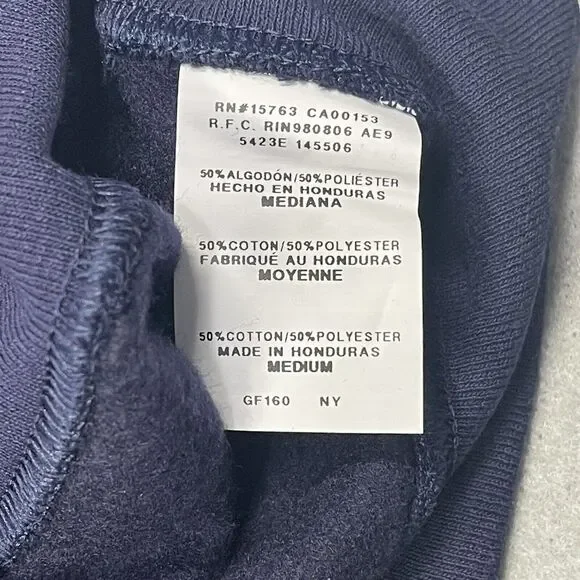 RN#15763 CA00153
R.F.C. RIN980806 AE9
5423E 145506
50%ALGODÓN/50%POLIÉSTER
HECHO EN HONDURAS
MEDIANA
50%COTON/50%POLYESTER
FABRIQUÉ AU HONDURAS
MOYENNE
50%COTTON/50%POLYESTER
MADE IN HONDURAS
MEDIUM
GF160 NY